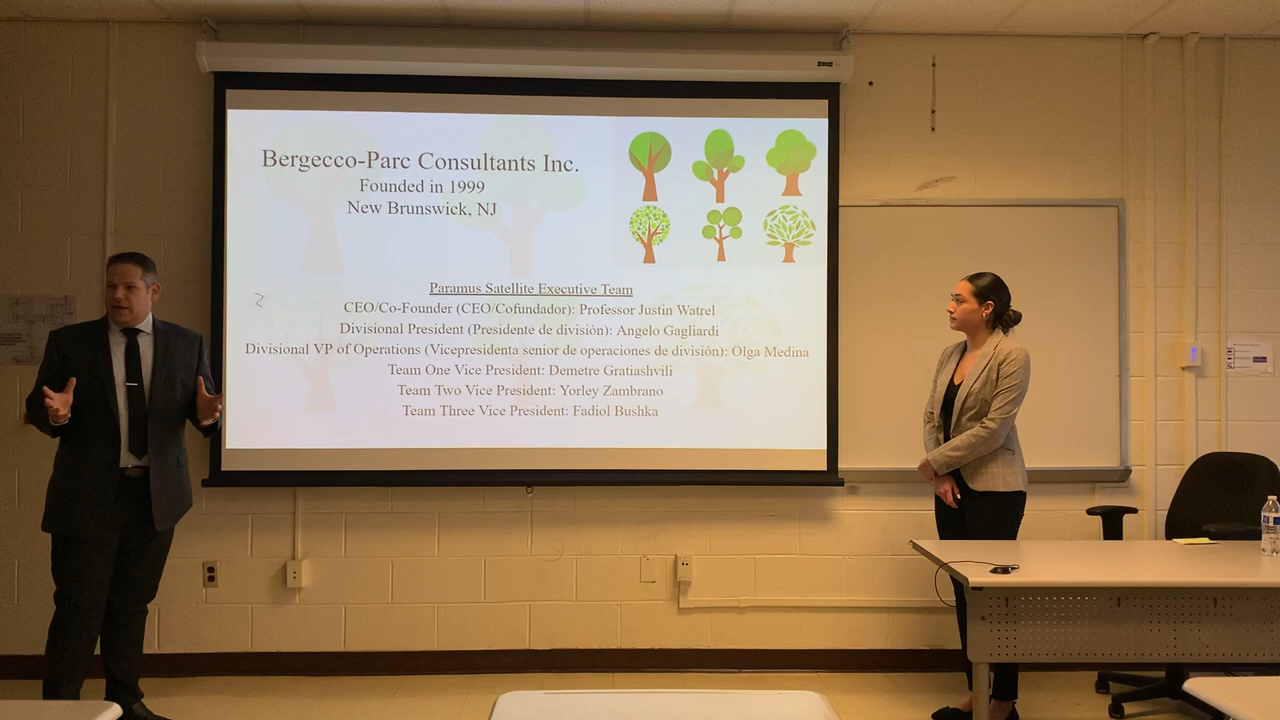 Bergecco-Parc Consultants Inc.
Founded in 1999
New Brunswick, NJ
Paramus Satellite Executive Team
CEO/Co-Founder (CEO/Cofundador): Professor Justin Watrel
Divisional President (Presidente de división): Angelo Gagliardi
Divisional VP of Operations (Vicepresidenta senior de operaciones de división): Olga Medina
Team One Vice President: Demetre Gratiashvili
Team Two Vice President: Yorley Zambrano
Team Three Vice President: Fadiol Bushka